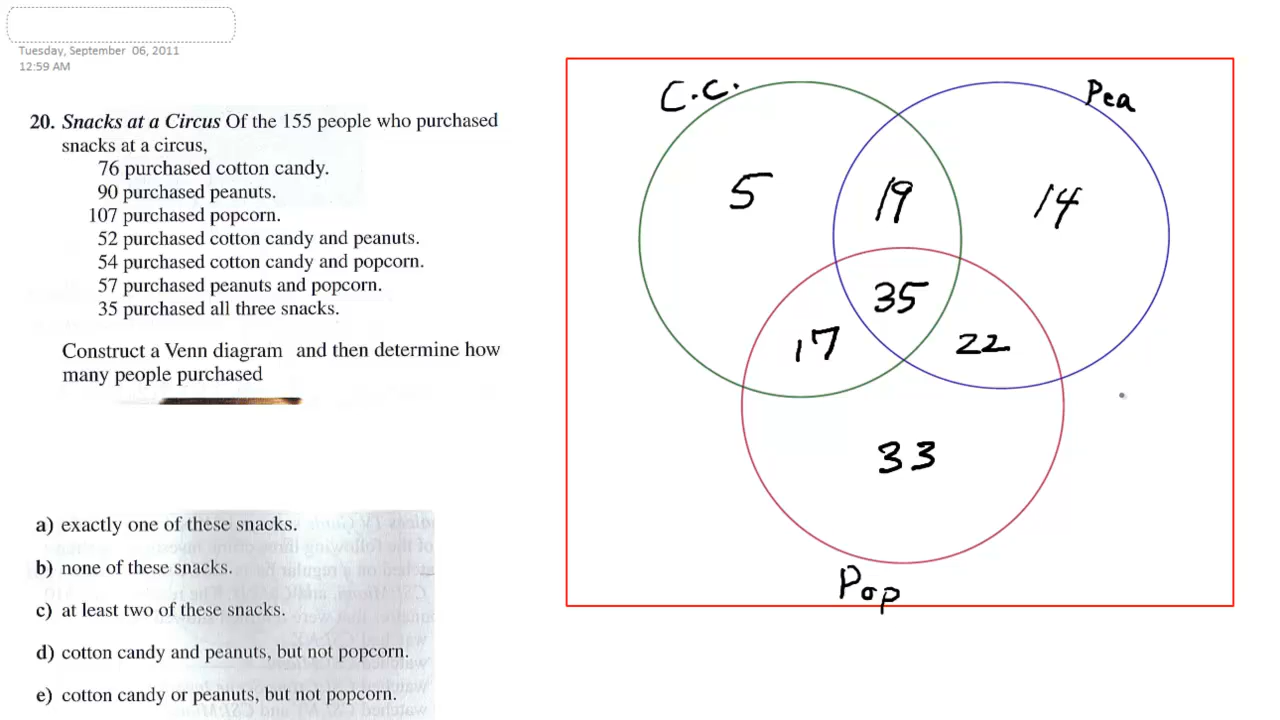 Tuesday, September 06, 2011
12:59 AM
20. Snacks at a Circus Of the 155 people who purchased
snacks at a circus,
76 purchased cotton candy.
90 purchased peanuts.
107 purchased popcorn.
52 purchased cotton candy and peanuts.
54 purchased cotton candy and popcorn.
57 purchased peanuts and popcorn.
35 purchased all three snacks.
Construct a Venn diagram and then determine how
many people purchased
a) exactly one of these snacks.
b) none of these snacks.
c) at least two of these snacks.
d) cotton candy and peanuts, but not popcorn.
e) cotton candy or peanuts, but not popcorn.
C.C.
Pea
5
19
14
35
17
22
33
Pop